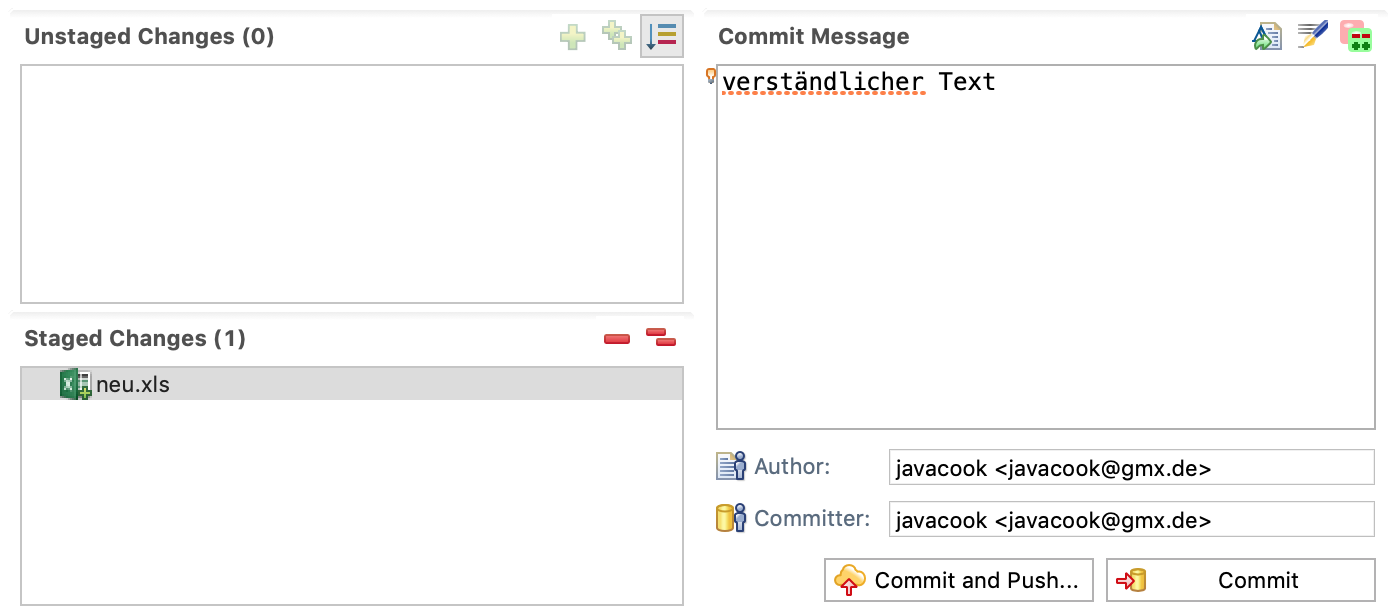 Unstaged Changes (0)
Staged Changes (1)
neu.xls
Commit Message
verständlicher Text
Author: javacook <javacook@gmx.de>
Committer: javacook <javacook@gmx.de>
Commit and Push... Commit